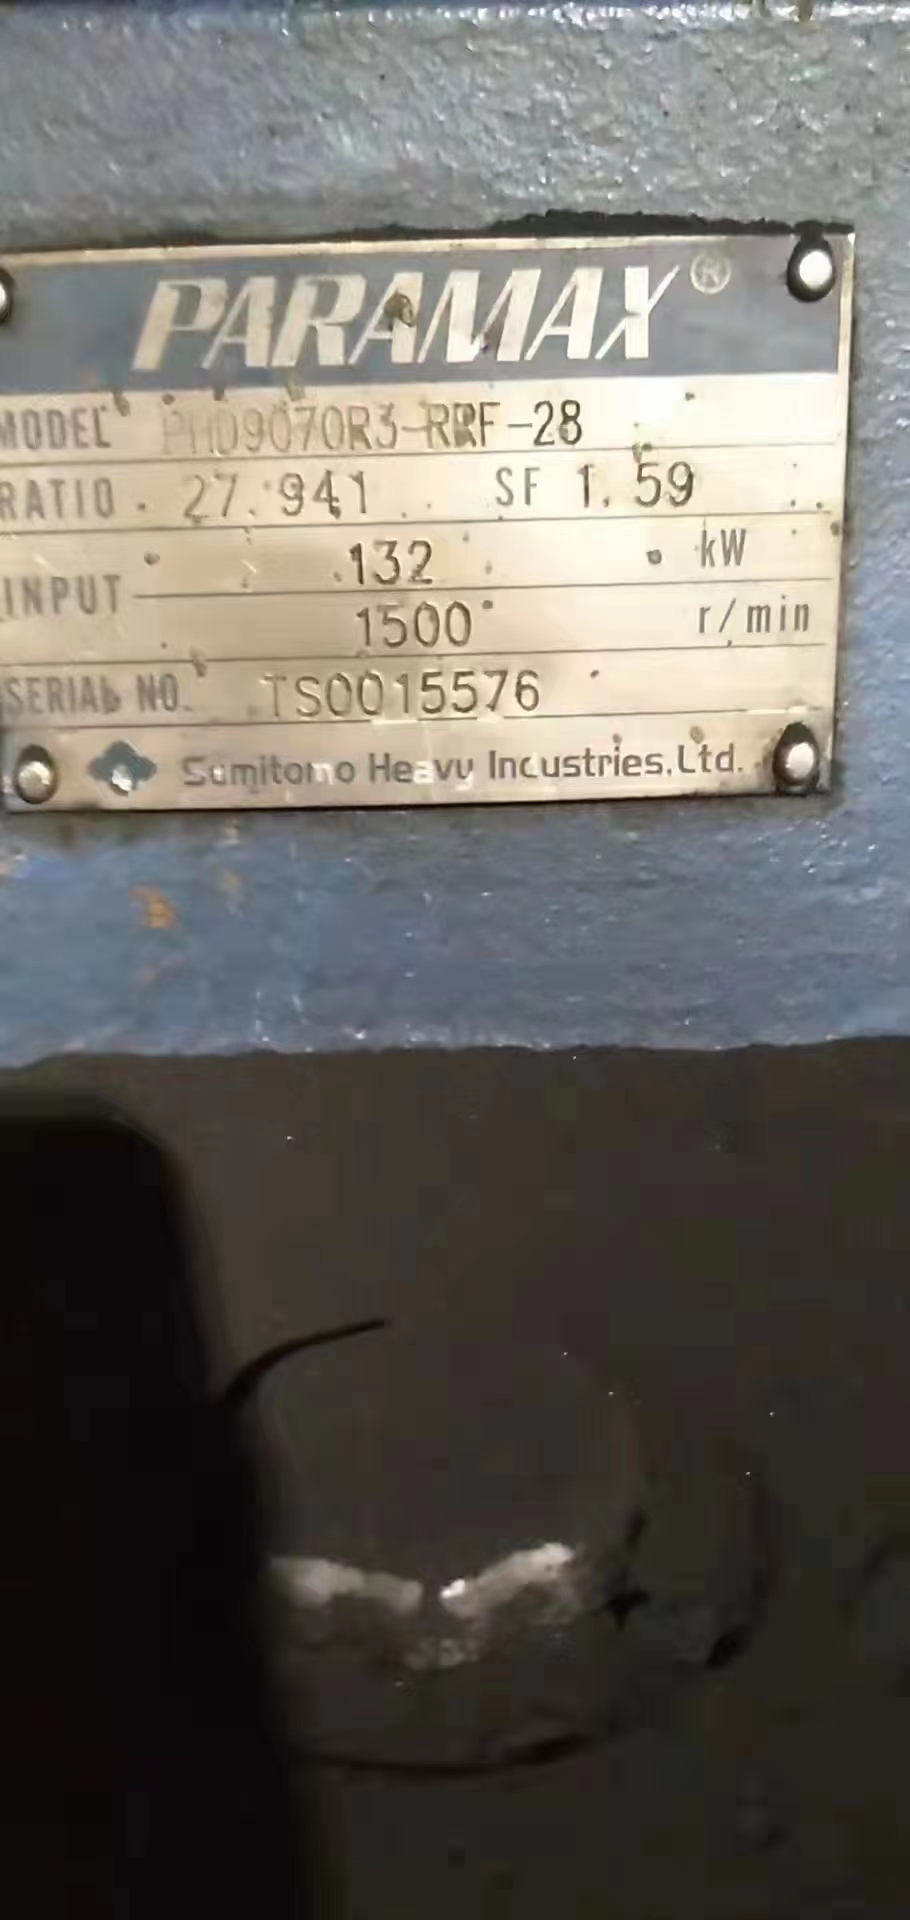 PARAMAX®
MODEL PHD9070R3-RRF-28
RATIO 27.941 SF 1.59
INPUT 132 kW
1500 r/min
SERIAL NO. TS0015576
Sumitomo Heavy Industries,Ltd.